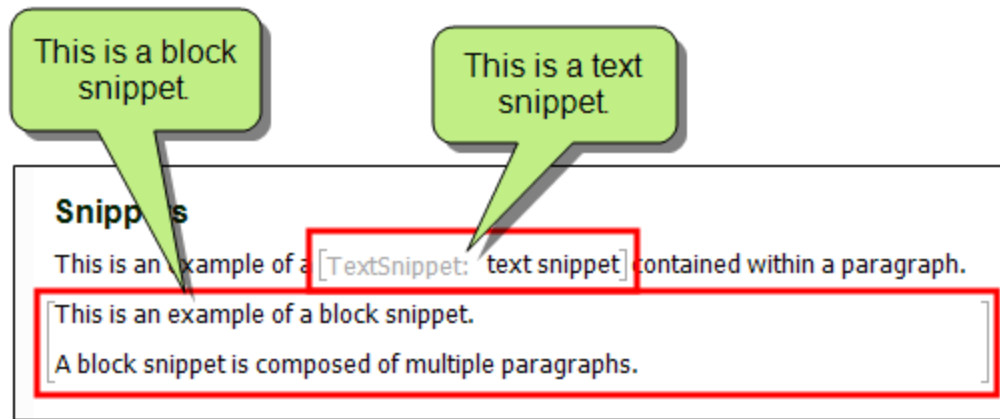 This is a block
snippet.
This is a text
snippet.
Snippets
This is an example of a [TextSnippet: text snippet] contained within a paragraph.
This is an example of a block snippet.
A block snippet is composed of multiple paragraphs.